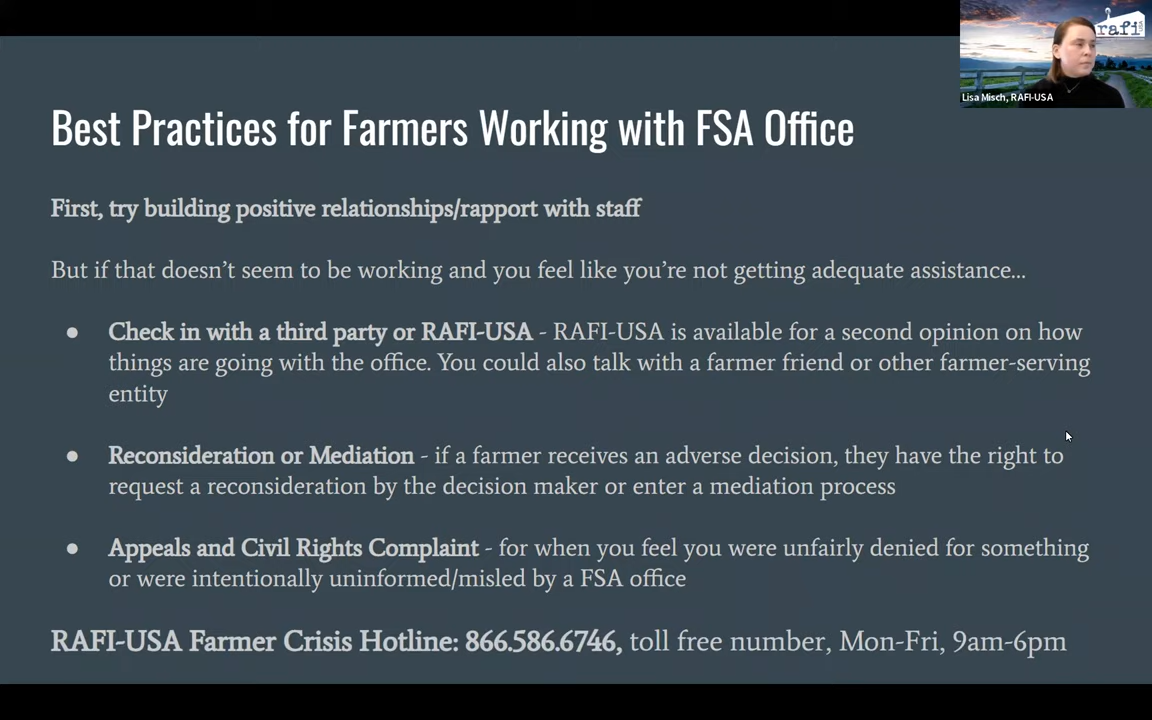 rafi
USA
Lisa Misch, RAFI-USA
Best Practices for Farmers Working with FSA Office
First, try building positive relationships/rapport with staff
But if that doesn't seem to be working and you feel like you're not getting adequate assistance...
● Check in with a third party or RAFI-USA - RAFI-USA is available for a second opinion on how
things are going with the office. You could also talk with a farmer friend or other farmer-serving
entity
● Reconsideration or Mediation - if a farmer receives an adverse decision, they have the right to
request a reconsideration by the decision maker or enter a mediation process
● Appeals and Civil Rights Complaint - for when you feel you were unfairly denied for something
or were intentionally uninformed/misled by a FSA office
RAFI-USA Farmer Crisis Hotline: 866.586.6746, toll free number, Mon-Fri, 9am-6pm